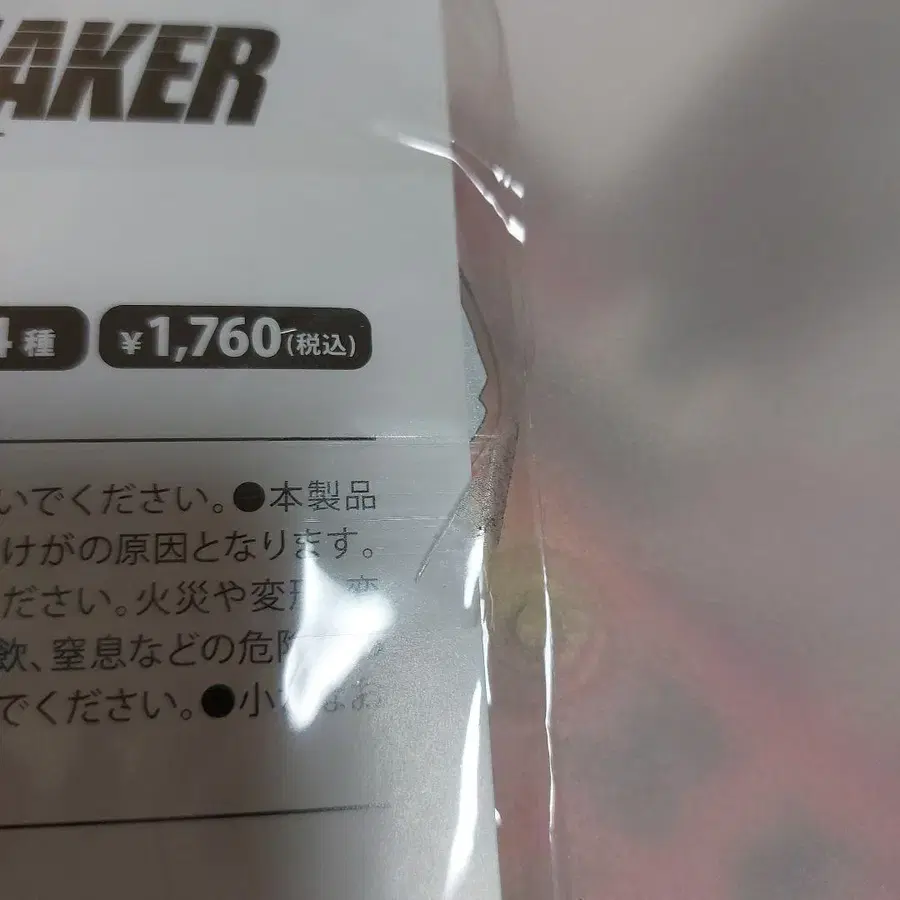 AKER
4種 ¥1,760(税込)
いでください。●本製品
けがの原因となります。
ださい。火災や変形
飲、窒息などの危険
でください。●小